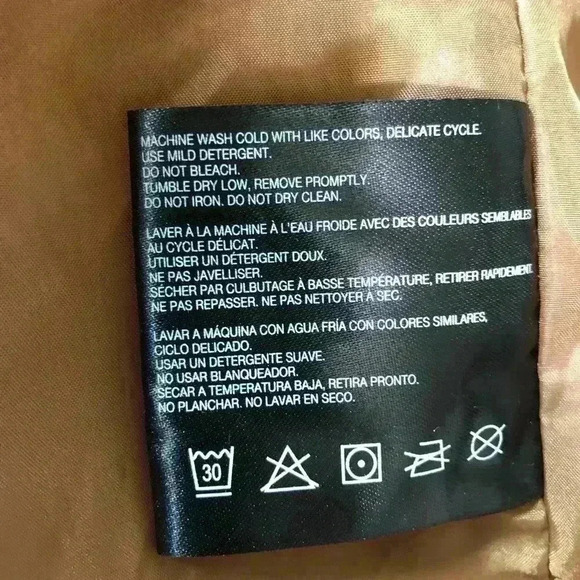 MACHINE WASH COLD WITH LIKE COLORS, DELICATE CYCLE.
USE MILD DETERGENT.
DO NOT BLEACH.
TUMBLE DRY LOW, REMOVE PROMPTLY.
DO NOT IRON. DO NOT DRY CLEAN.
LAVER À LA MACHINE À L'EAU FROIDE AVEC DES COULEURS SEMBLABLES
AU CYCLE DÉLICAT.
UTILISER UN DÉTERGENT DOUX.
NE PAS JAVELLISER.
SÉCHER PAR CULBUTAGE À BASSE TEMPÉRATURE, RETIRER RAPIDEMENT.
NE PAS REPASSER. NE PAS NETTOYER À SEC.
LAVAR A MÁQUINA CON AGUA FRÍA CON COLORES SIMILARES,
CICLO DELICADO.
USAR UN DETERGENTE SUAVE.
NO USAR BLANQUEADOR.
SECAR A TEMPERATURA BAJA, RETIRA PRONTO.
NO PLANCHAR. NO LAVAR EN SECO.
30